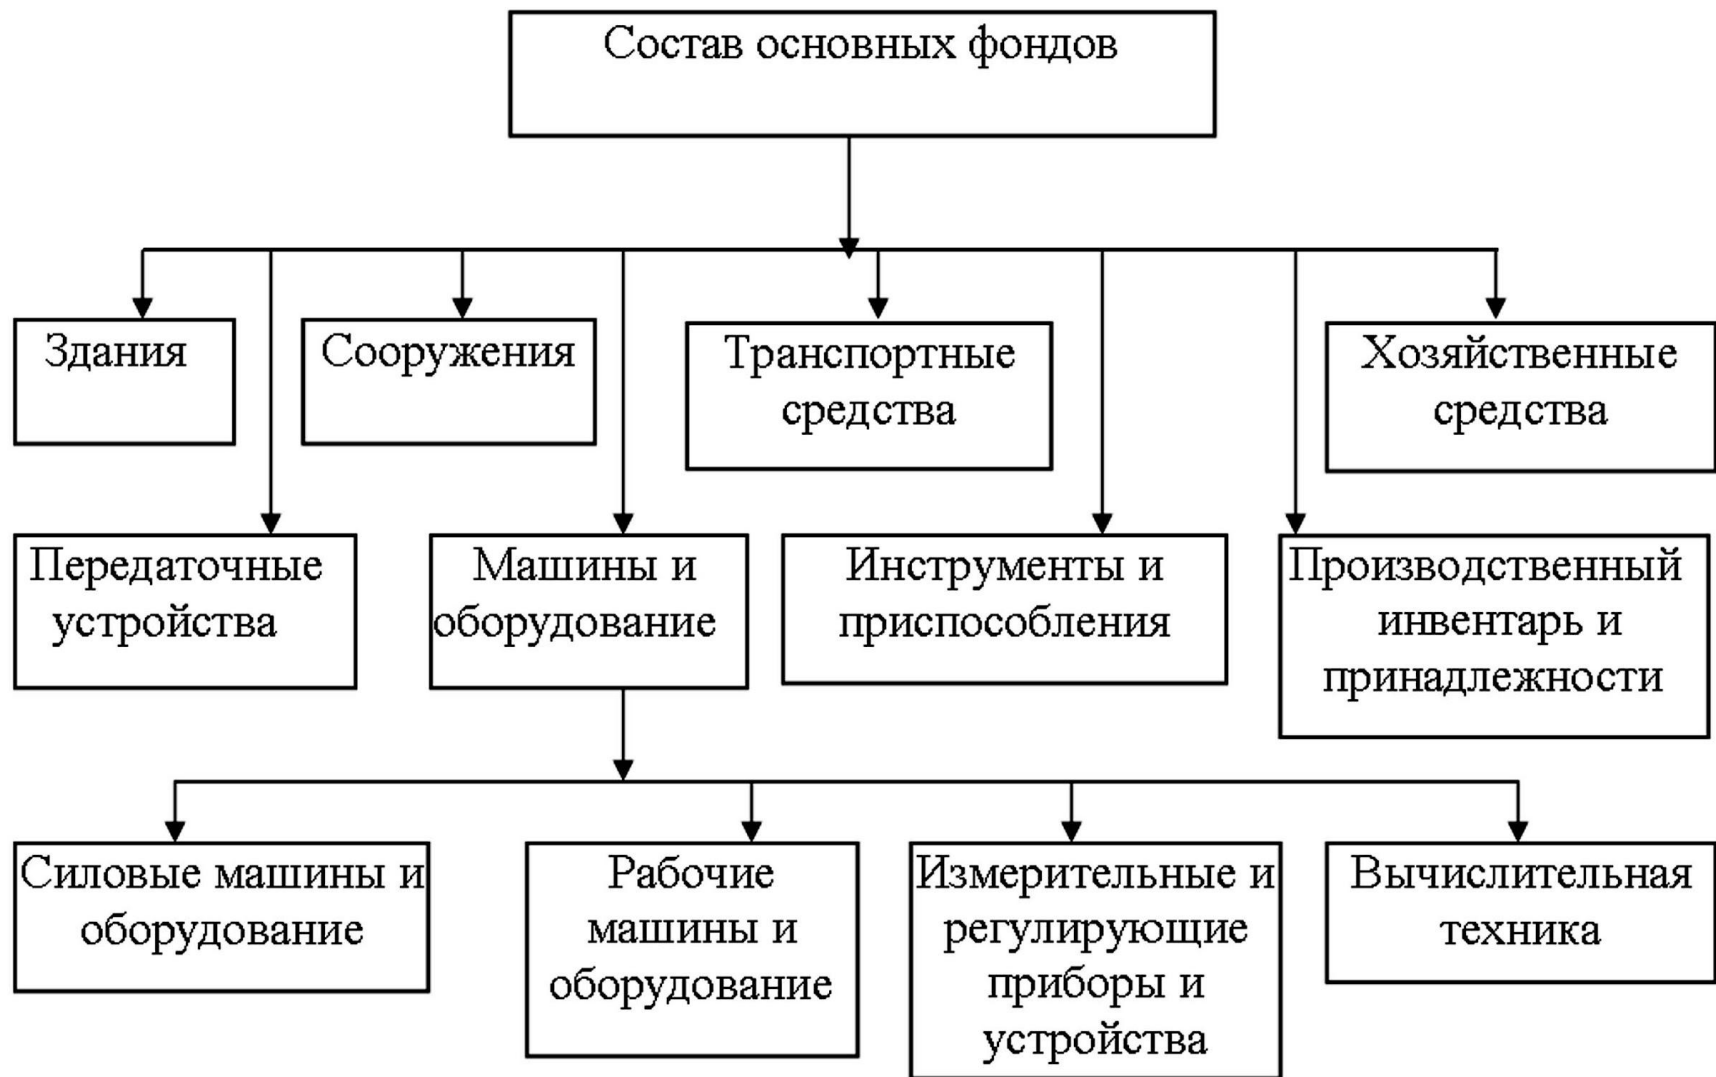 Состав основных фондов
Здания
Сооружения
Транспортные
средства
Хозяйственные
средства
Передаточные
устройства
Машины и
оборудование
Инструменты и
приспособления
Производственный
инвентарь и
принадлежности
Силовые машины и
оборудование
Рабочие
машины и
оборудование
Измерительные и
регулирующие
приборы и
устройства
Вычислительная
техника